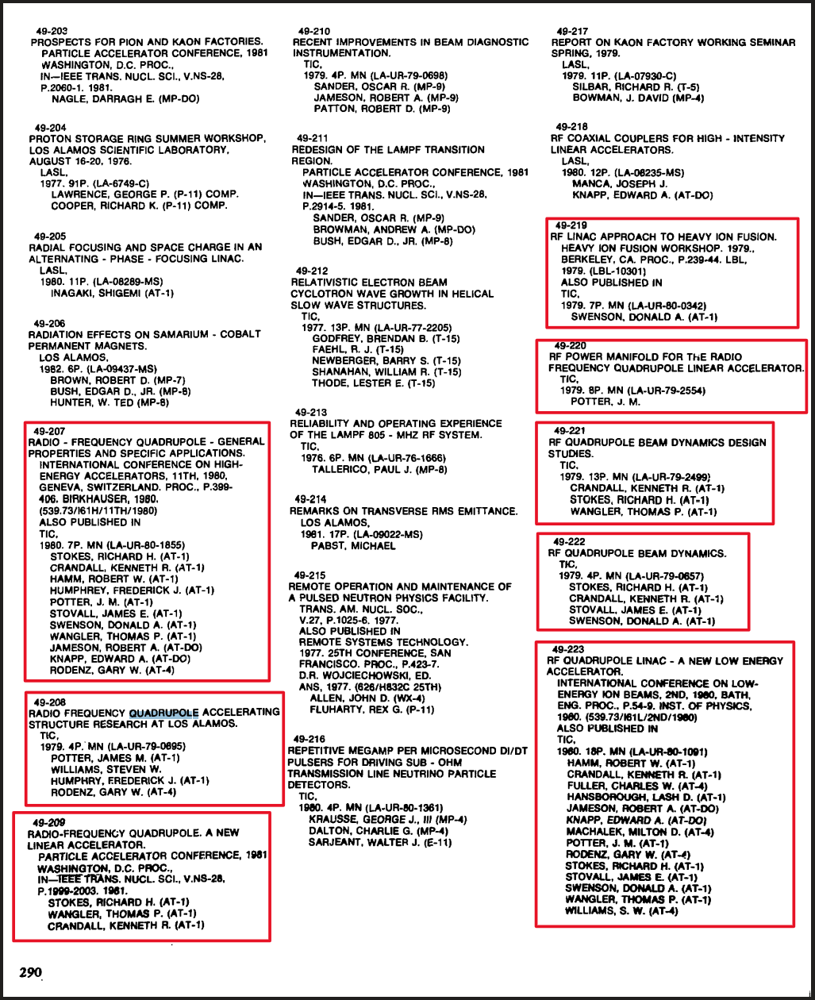 49-203
PROSPECTS FOR PION AND KAON FACTORIES.
PARTICLE ACCELERATOR CONFERENCE, 1981
WASHINGTON, D.C. PROC.,
IN—IEEE TRANS. NUCL. SCI., V.NS-28,
P.2060-1. 1981.
NAGLE, DARRAGH E. (MP-DO)
49-204
PROTON STORAGE RING SUMMER WORKSHOP,
LOS ALAMOS SCIENTIFIC LABORATORY,
AUGUST 16-20, 1976.
LASL,
1977. 91P. (LA-6749-C)
LAWRENCE, GEORGE P. (P-11) COMP.
COOPER, RICHARD K. (P-11) COMP.
49-205
RADIAL FOCUSING AND SPACE CHARGE IN AN
ALTERNATING - PHASE - FOCUSING LINAC.
LASL,
1980. 11P. (LA-08289-MS)
INAGAKI, SHIGEMI (AT-1)
49-206
RADIATION EFFECTS ON SAMARIUM - COBALT
PERMANENT MAGNETS.
LOS ALAMOS,
1982. 6P. (LA-09437-MS)
BROWN, ROBERT D. (MP-7)
BUSH, EDGAR D., JR. (MP-8)
HUNTER, W. TED (MP-8)
49-207
RADIO - FREQUENCY QUADRUPOLE - GENERAL
PROPERTIES AND SPECIFIC APPLICATIONS.
INTERNATIONAL CONFERENCE ON HIGH-
ENERGY ACCELERATORS, 11TH, 1980,
GENEVA, SWITZERLAND. PROC., P.399-
406. BIRKHAUSER, 1980.
(539.73/I61H/11TH/1980)
ALSO PUBLISHED IN
TIC,
1980. 7P. MN (LA-UR-80-1855)
STOKES, RICHARD H. (AT-1)
CRANDALL, KENNETH R. (AT-1)
HAMM, ROBERT W. (AT-1)
HUMPHREY, FREDERICK J. (AT-1)
POTTER, J. M. (AT-1)
STOVALL, JAMES E. (AT-1)
SWENSON, DONALD A. (AT-1)
WANGLER, THOMAS P. (AT-1)
JAMESON, ROBERT A. (AT-DO)
KNAPP, EDWARD A. (AT-DO)
RODENZ, GARY W. (AT-4)
49-208
RADIO FREQUENCY QUADRUPOLE ACCELERATING
STRUCTURE RESEARCH AT LOS ALAMOS.
TIC,
1979. 4P. MN (LA-UR-79-0695)
POTTER, JAMES M. (AT-1)
WILLIAMS, STEVEN W.
HUMPHRY, FREDERICK J. (AT-1)
RODENZ, GARY W. (AT-4)
49-209
RADIO-FREQUENCY QUADRUPOLE. A NEW
LINEAR ACCELERATOR.
PARTICLE ACCELERATOR CONFERENCE, 1981
WASHINGTON, D.C. PROC.,
IN—IEEE TRANS. NUCL. SCI., V.NS-28,
P.1999-2003. 1981.
STOKES, RICHARD H. (AT-1)
WANGLER, THOMAS P. (AT-1)
CRANDALL, KENNETH R. (AT-1)
49-210
RECENT IMPROVEMENTS IN BEAM DIAGNOSTIC
INSTRUMENTATION.
TIC,
1979. 4P. MN (LA-UR-79-0698)
SANDER, OSCAR R. (MP-9)
JAMESON, ROBERT A. (MP-9)
PATTON, ROBERT D. (MP-9)
49-211
REDESIGN OF THE LAMPF TRANSITION
REGION.
PARTICLE ACCELERATOR CONFERENCE, 1981
WASHINGTON, D.C. PROC.,
IN—IEEE TRANS. NUCL. SCI., V.NS-28,
P.2914-5. 1981.
SANDER, OSCAR R. (MP-9)
BROWMAN, ANDREW A. (MP-DO)
BUSH, EDGAR D., JR. (MP-8)
49-212
RELATIVISTIC ELECTRON BEAM
CYCLOTRON WAVE GROWTH IN HELICAL
SLOW WAVE STRUCTURES.
TIC,
1977. 13P. MN (LA-UR-77-2205)
GODFREY, BRENDAN B. (T-15)
FAEHL, R. J. (T-15)
NEWBERGER, BARRY S. (T-15)
SHANAHAN, WILLIAM R. (T-15)
THODE, LESTER E. (T-15)
49-213
RELIABILITY AND OPERATING EXPERIENCE
OF THE LAMPF 805 - MHZ RF SYSTEM.
TIC,
1976. 6P. MN (LA-UR-76-1666)
TALLERICO, PAUL J. (MP-8)
49-214
REMARKS ON TRANSVERSE RMS EMITTANCE.
LOS ALAMOS,
1981. 17P. (LA-09022-MS)
PABST, MICHAEL
49-215
REMOTE OPERATION AND MAINTENANCE OF
A PULSED NEUTRON PHYSICS FACILITY.
TRANS. AM. NUCL. SOC.,
V.27, P.1025-6. 1977.
ALSO PUBLISHED IN
REMOTE SYSTEMS TECHNOLOGY.
1977. 25TH CONFERENCE, SAN
FRANCISCO. PROC., P.423-7.
D.R. WOJCIECHOWSKI, ED.
ANS, 1977. (626/H832C 25TH)
ALLEN, JOHN D. (WX-4)
FLUHARTY, REX G. (P-11)
49-216
REPETITIVE MEGAMP PER MICROSECOND DI/DT
PULSERS FOR DRIVING SUB - OHM
TRANSMISSION LINE NEUTRINO PARTICLE
DETECTORS.
TIC,
1980. 4P. MN (LA-UR-80-1361)
KRAUSSE, GEORGE J., III (MP-4)
DALTON, CHARLIE G. (MP-4)
SARJEANT, WALTER J. (E-11)
49-217
REPORT ON KAON FACTORY WORKING SEMINAR
SPRING, 1979.
LASL,
1979. 11P. (LA-07930-C)
SILBAR, RICHARD R. (T-5)
BOWMAN, J. DAVID (MP-4)
49-218
RF COAXIAL COUPLERS FOR HIGH - INTENSITY
LINEAR ACCELERATORS.
LASL,
1980. 12P. (LA-08235-MS)
MANCA, JOSEPH J.
KNAPP, EDWARD A. (AT-DO)
49-219
RF LINAC APPROACH TO HEAVY ION FUSION.
HEAVY ION FUSION WORKSHOP. 1979.,
BERKELEY, CA. PROC., P.239-44. LBL,
1979. (LBL-10301)
ALSO PUBLISHED IN
TIC,
1979. 7P. MN (LA-UR-80-0342)
SWENSON, DONALD A. (AT-1)
49-220
RF POWER MANIFOLD FOR THE RADIO
FREQUENCY QUADRUPOLE LINEAR ACCELERATOR.
TIC,
1979. 8P. MN (LA-UR-79-2554)
POTTER, J. M.
49-221
RF QUADRUPOLE BEAM DYNAMICS DESIGN
STUDIES.
TIC,
1979. 13P. MN (LA-UR-79-2499)
CRANDALL, KENNETH R. (AT-1)
STOKES, RICHARD H. (AT-1)
WANGLER, THOMAS P. (AT-1)
49-222
RF QUADRUPOLE BEAM DYNAMICS.
TIC,
1979. 4P. MN (LA-UR-79-0657)
STOKES, RICHARD H. (AT-1)
CRANDALL, KENNETH R. (AT-1)
STOVALL, JAMES E. (AT-1)
SWENSON, DONALD A. (AT-1)
49-223
RF QUADRUPOLE LINAC - A NEW LOW ENERGY
ACCELERATOR.
INTERNATIONAL CONFERENCE ON LOW-
ENERGY ION BEAMS, 2ND, 1980, BATH,
ENG. PROC., P.54-9. INST. OF PHYSICS,
1980. (539.73/I61L/2ND/1980)
ALSO PUBLISHED IN
TIC,
1980. 18P. MN (LA-UR-80-1091)
HAMM, ROBERT W. (AT-1)
CRANDALL, KENNETH R. (AT-1)
FULLER, CHARLES W. (AT-4)
HANSBOROUGH, LASH D. (AT-1)
JAMESON, ROBERT A. (AT-DO)
KNAPP, EDWARD A. (AT-DO)
MACHALEK, MILTON D. (AT-4)
POTTER, J. M. (AT-1)
RODENZ, GARY W. (AT-4)
STOKES, RICHARD H. (AT-1)
STOVALL, JAMES E. (AT-1)
SWENSON, DONALD A. (AT-1)
WANGLER, THOMAS P. (AT-1)
WILLIAMS, S. W. (AT-4)
290